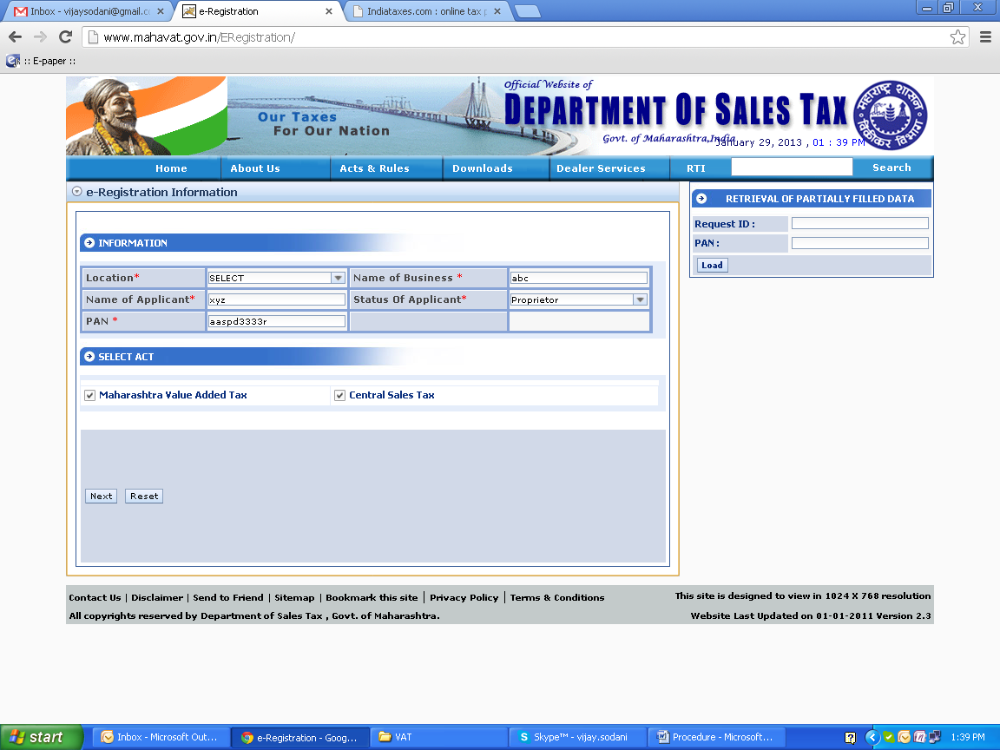 Inbox - vijaysodani@gmail.c
e-Registration
Indiataxes.com : online tax p
www.mahavat.gov.in/ERegistration/
:: E-paper ::
Our Taxes
For Our Nation
Official Website of
DEPARTMENT OF SALES TAX
Govt. of Maharashtra,India
January 29, 2013 , 01 : 39 PM
महाराष्ट्र शासन
विक्रीकर विभाग
Home About Us Acts & Rules Downloads Dealer Services RTI Search
e-Registration Information
INFORMATION
Location* SELECT Name of Business * abc
Name of Applicant* xyz Status Of Applicant* Proprietor
PAN * aaspd3333r
SELECT ACT
Maharashtra Value Added Tax Central Sales Tax
Next Reset
RETRIEVAL OF PARTIALLY FILLED DATA
Request ID :
PAN :
Load
Contact Us | Disclaimer | Send to Friend | Sitemap | Bookmark this site | Privacy Policy | Terms & Conditions
This site is designed to view in 1024 X 768 resolution
All copyrights reserved by Department of Sales Tax , Govt. of Maharashtra.
Website Last Updated on 01-01-2011 Version 2.3
start
Inbox - Microsoft Out...
e-Registration - Goog...
VAT
Skype™ - vijay.sodani
Procedure - Microsoft...
1:39 PM